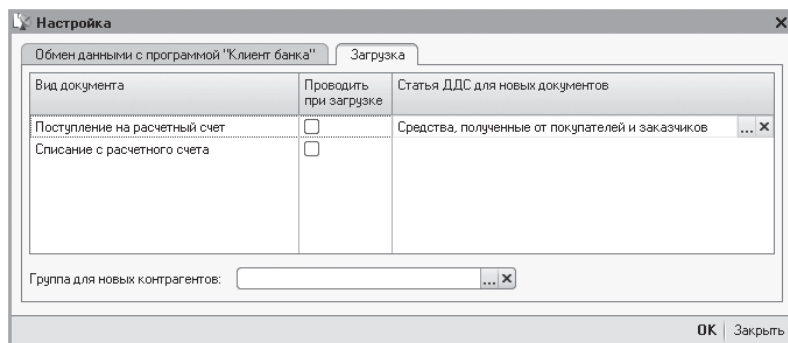 Настройка
Обмен данными с программой "Клиент банка"
Загрузка
Вид документа
Проводить
при загрузке
Статья ДДС для новых документов
Поступление на расчетный счет
Средства, полученные от покупателей и заказчиков
...
Списание с расчетного счета
Группа для новых контрагентов:
...
OK
Закрыть